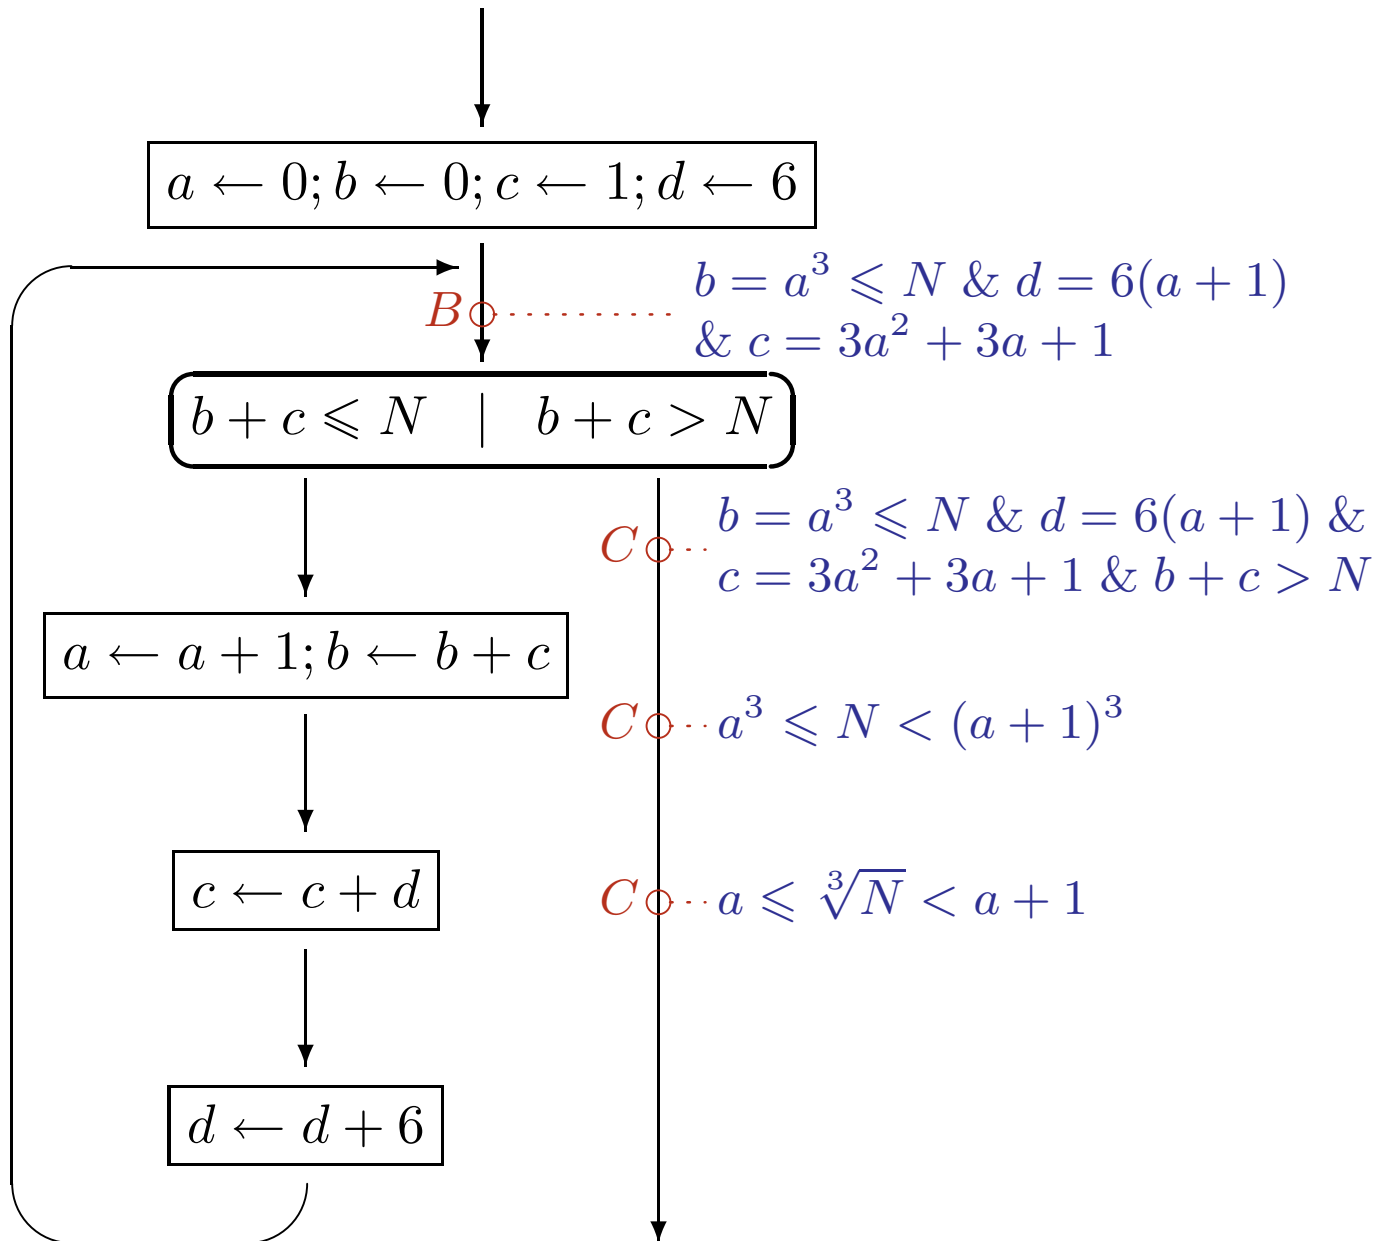 a ← 0; b ← 0; c ← 1; d ← 6
b = a³ ⩽ N & d = 6(a + 1)
B
& c = 3a² + 3a + 1
b + c ⩽ N | b + c > N
b = a³ ⩽ N & d = 6(a + 1) &
C
c = 3a² + 3a + 1 & b + c > N
a ← a + 1; b ← b + c
C a³ ⩽ N < (a + 1)³
c ← c + d
C a ⩽ ∛N < a + 1
d ← d + 6